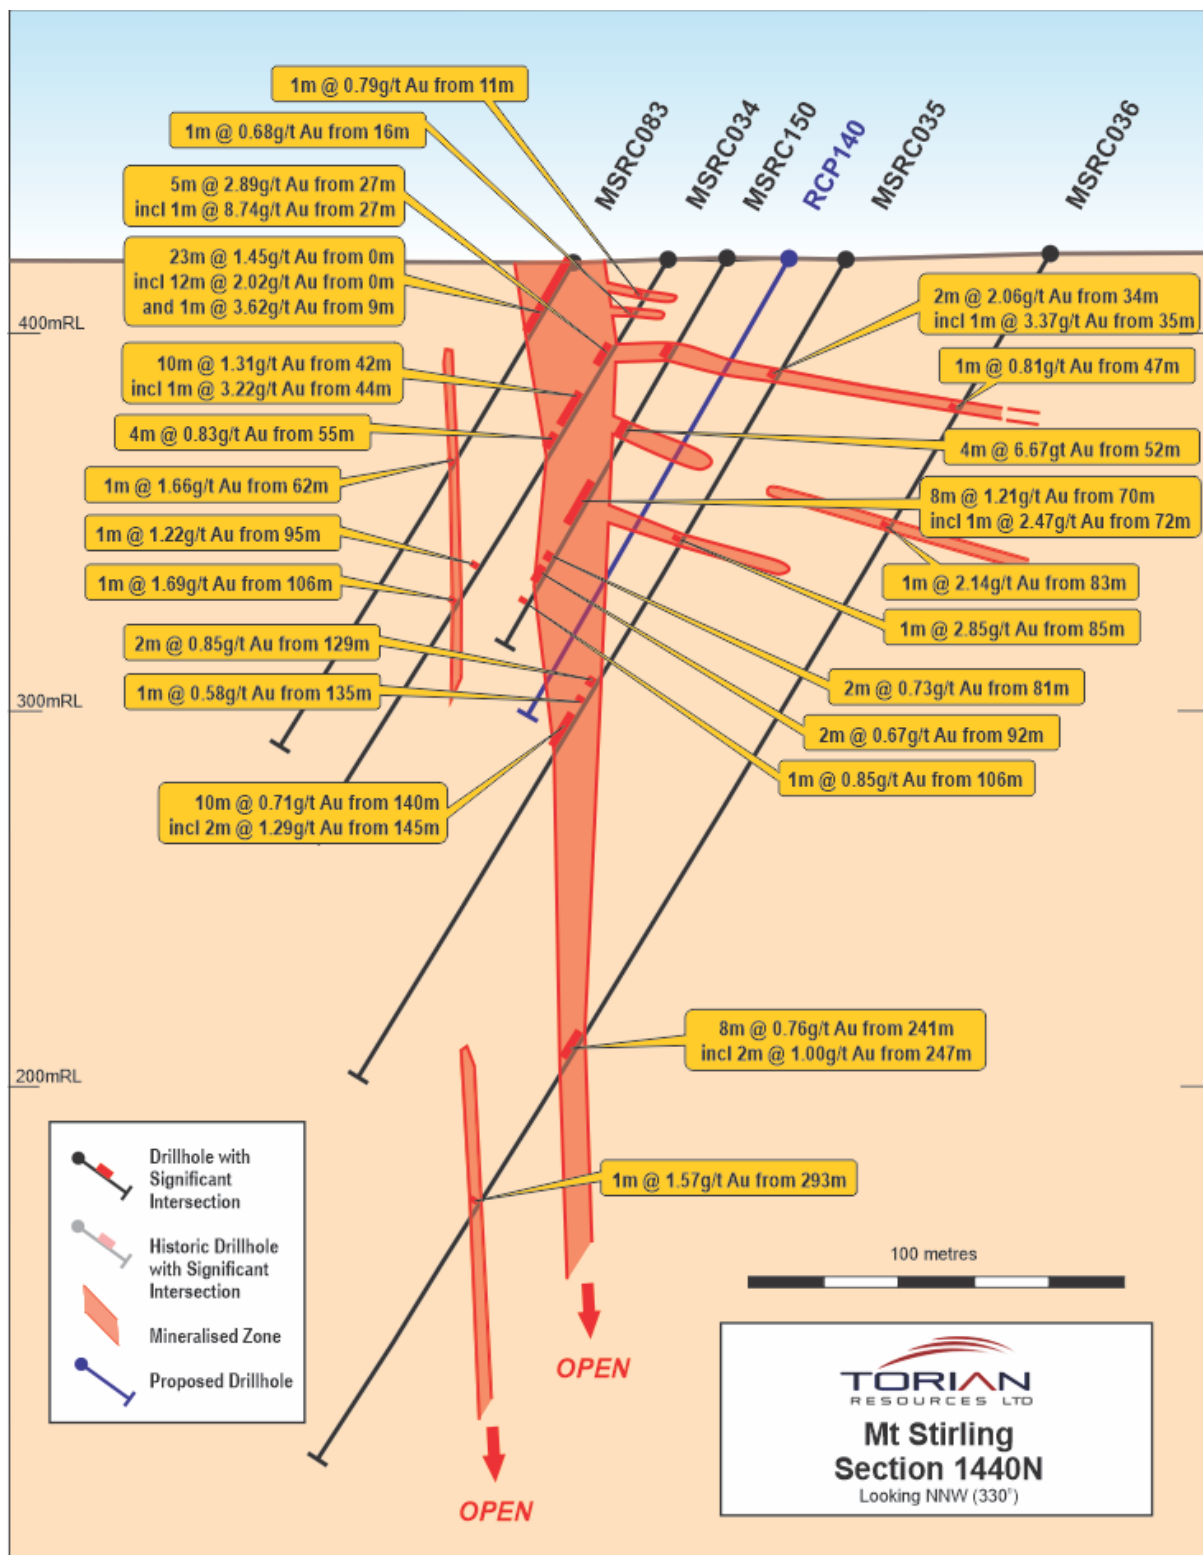 1m @ 0.79g/t Au from 11m
1m @ 0.68g/t Au from 16m
5m @ 2.89g/t Au from 27m
incl 1m @ 8.74g/t Au from 27m
23m @ 1.45g/t Au from 0m
incl 12m @ 2.02g/t Au from 0m
and 1m @ 3.62g/t Au from 9m
MSRC083
MSRC034
MSRC150
RCP140
MSRC035
MSRC036
400mRL
10m @ 1.31g/t Au from 42m
incl 1m @ 3.22g/t Au from 44m
4m @ 0.83g/t Au from 55m
1m @ 1.66g/t Au from 62m
1m @ 1.22g/t Au from 95m
1m @ 1.69g/t Au from 106m
2m @ 0.85g/t Au from 129m
1m @ 0.58g/t Au from 135m
300mRL
10m @ 0.71g/t Au from 140m
incl 2m @ 1.29g/t Au from 145m
2m @ 2.06g/t Au from 34m
incl 1m @ 3.37g/t Au from 35m
1m @ 0.81g/t Au from 47m
4m @ 6.67gt Au from 52m
8m @ 1.21g/t Au from 70m
incl 1m @ 2.47g/t Au from 72m
1m @ 2.14g/t Au from 83m
1m @ 2.85g/t Au from 85m
2m @ 0.73g/t Au from 81m
2m @ 0.67g/t Au from 92m
1m @ 0.85g/t Au from 106m
8m @ 0.76g/t Au from 241m
incl 2m @ 1.00g/t Au from 247m
200mRL
1m @ 1.57g/t Au from 293m
Drillhole with
Significant
Intersection
Historic Drillhole
with Significant
Intersection
Mineralised Zone
Proposed Drillhole
OPEN
OPEN
100 metres
TORIAN
RESOURCES LTD
Mt Stirling
Section 1440N
Looking NNW (330°)